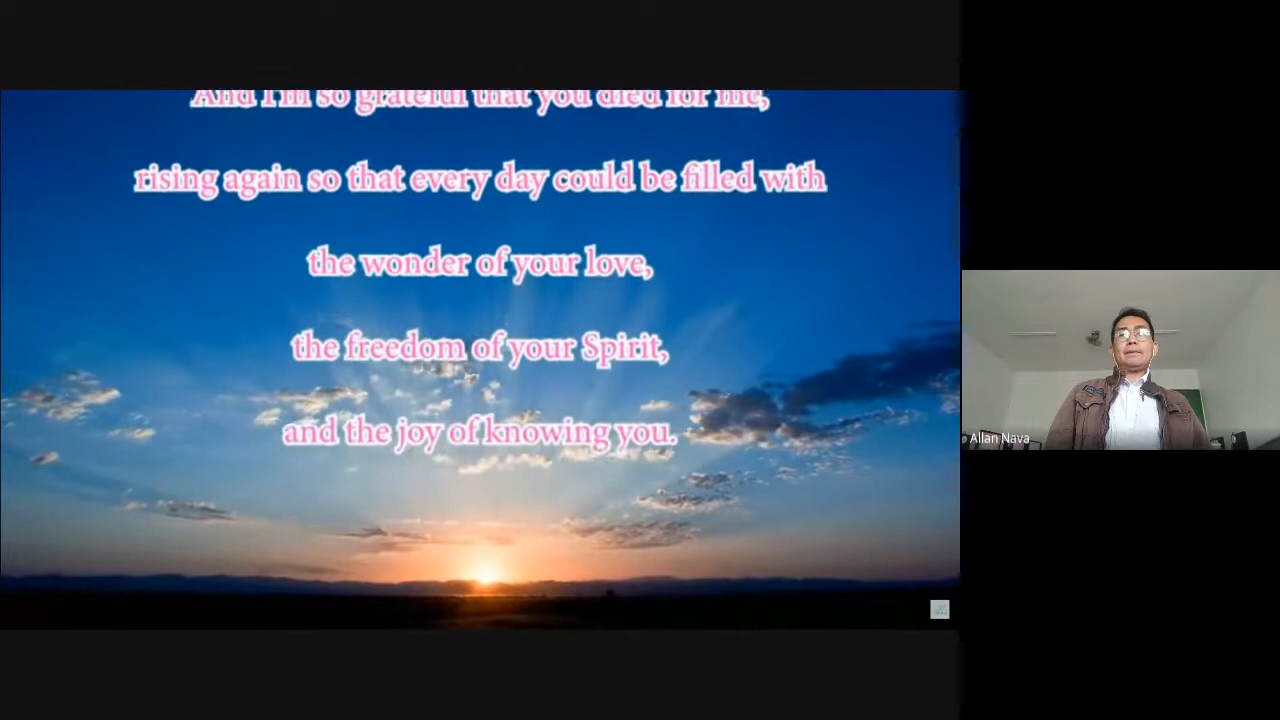 And I'm so grateful that you died for me,
rising again so that every day could be filled with
the wonder of your love,
the freedom of your Spirit,
and the joy of knowing you.
Allan Nava